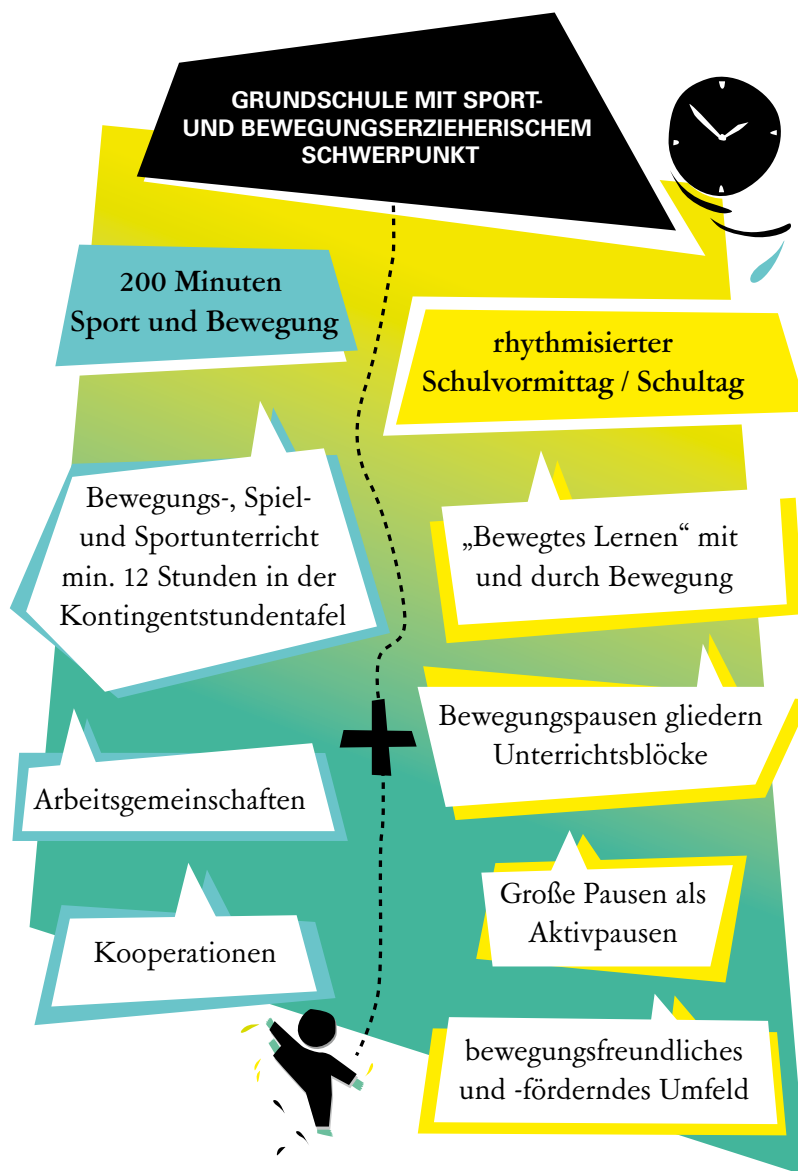 GRUNDSCHULE MIT SPORT-
UND BEWEGUNGSERZIEHERISCHEM
SCHWERPUNKT
200 Minuten
Sport und Bewegung
Bewegungs-, Spiel-
und Sportunterricht
min. 12 Stunden in der
Kontingentstundentafel
Arbeitsgemeinschaften
Kooperationen
rhythmisierter
Schulvormittag / Schultag
„Bewegtes Lernen“ mit
und durch Bewegung
Bewegungspausen gliedern
Unterrichtsblöcke
Große Pausen als
Aktivpausen
bewegungsfreundliches
und -förderndes Umfeld